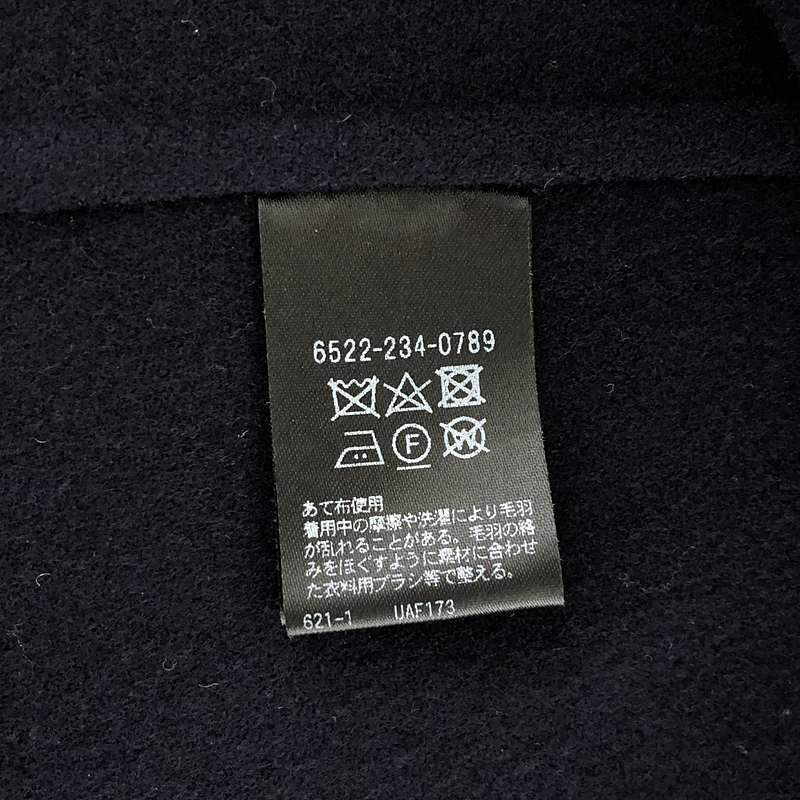 6522-234-0789
F
W
あて布使用
着用中の摩擦や洗濯により毛羽
が乱れることがある。毛羽の絡
みをほぐすように素材に合わせ
た衣料用ブラシ等で整える。
621-1 UAF173